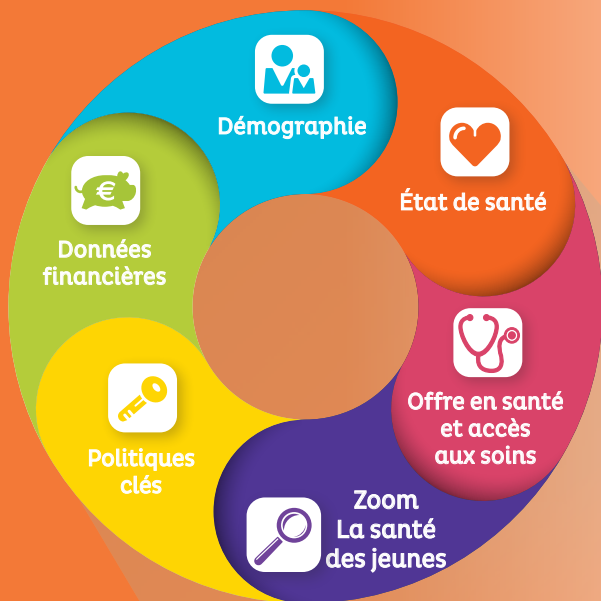 Démographie
État de santé
Offre en santé
et accès
aux soins
Zoom
La santé
des jeunes
Politiques
clés
€
Données
financières